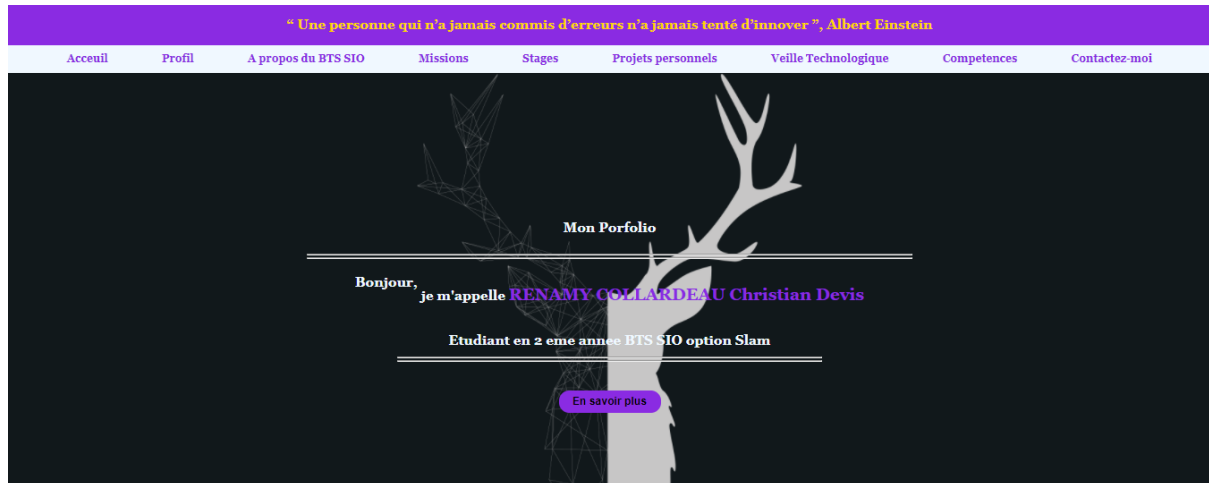 “ Une personne qui n’a jamais commis d’erreurs n’a jamais tenté d’innover ”, Albert Einstein
Acceuil Profil A propos du BTS SIO Missions Stages Projets personnels Veille Technologique Competences Contactez-moi
Mon Porfolio
Bonjour, je m'appelle RENAMY-COLLARDEAU Christian Devis
Etudiant en 2 eme annee BTS SIO option Slam
En savoir plus